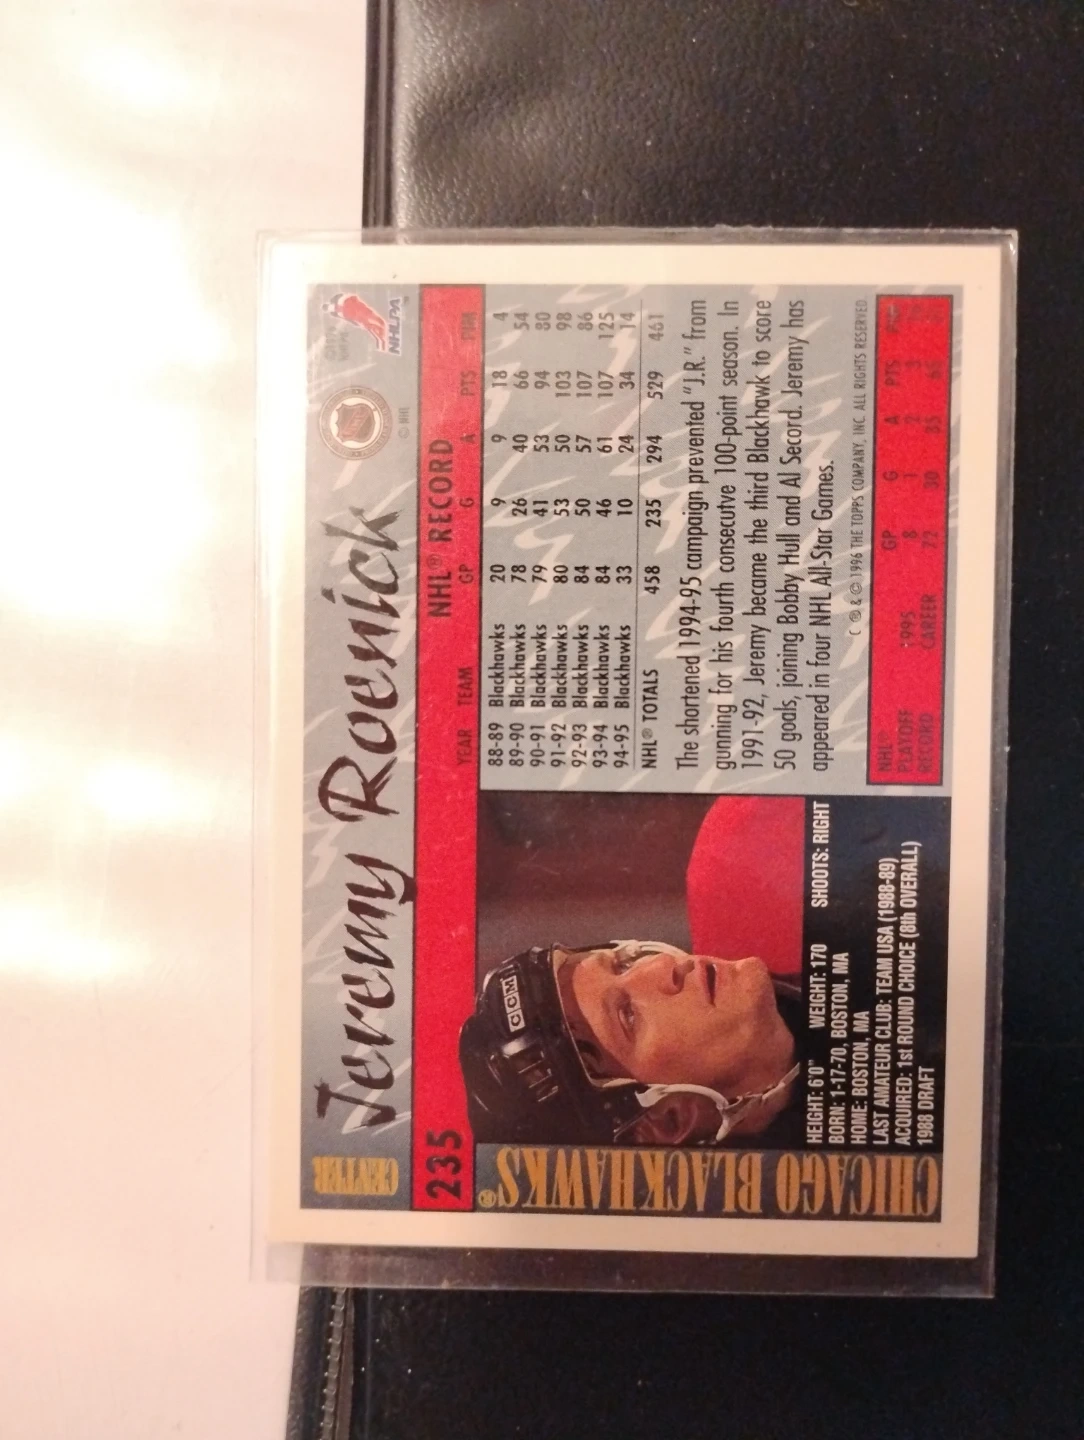 235
CENTER
Jeremy Roenick
© NHL
NHLPA™
NHL® RECORD
YEAR TEAM GP G A PTS PIM
88-89 Blackhawks 20 9 9 18 4
89-90 Blackhawks 78 26 40 66 54
90-91 Blackhawks 79 41 53 94 80
91-92 Blackhawks 80 53 50 103 98
92-93 Blackhawks 84 50 57 107 86
93-94 Blackhawks 84 46 61 107 125
94-95 Blackhawks 33 10 24 34 14
NHL® TOTALS 458 235 294 529 461
The shortened 1994-95 campaign prevented "J.R." from
gunning for his fourth consecutve 100-point season. In
1991-92, Jeremy became the third Blackhawk to score
50 goals, joining Bobby Hull and Al Secord. Jeremy has
appeared in four NHL All-Star Games.
C ® & © 1996 THE TOPPS COMPANY, INC. ALL RIGHTS RESERVED.
NHL® GP G A PTS PIM
PLAYOFF 1995 8 1 2 3
RECORD CAREER 72 30 35 65
CCM
CHICAGO BLACKHAWKS®
HEIGHT: 6'0" WEIGHT: 170 SHOOTS: RIGHT
BORN: 1-17-70, BOSTON, MA
HOME: BOSTON, MA
LAST AMATEUR CLUB: TEAM USA (1988-89)
ACQUIRED: 1st ROUND CHOICE (8th OVERALL)
1988 DRAFT